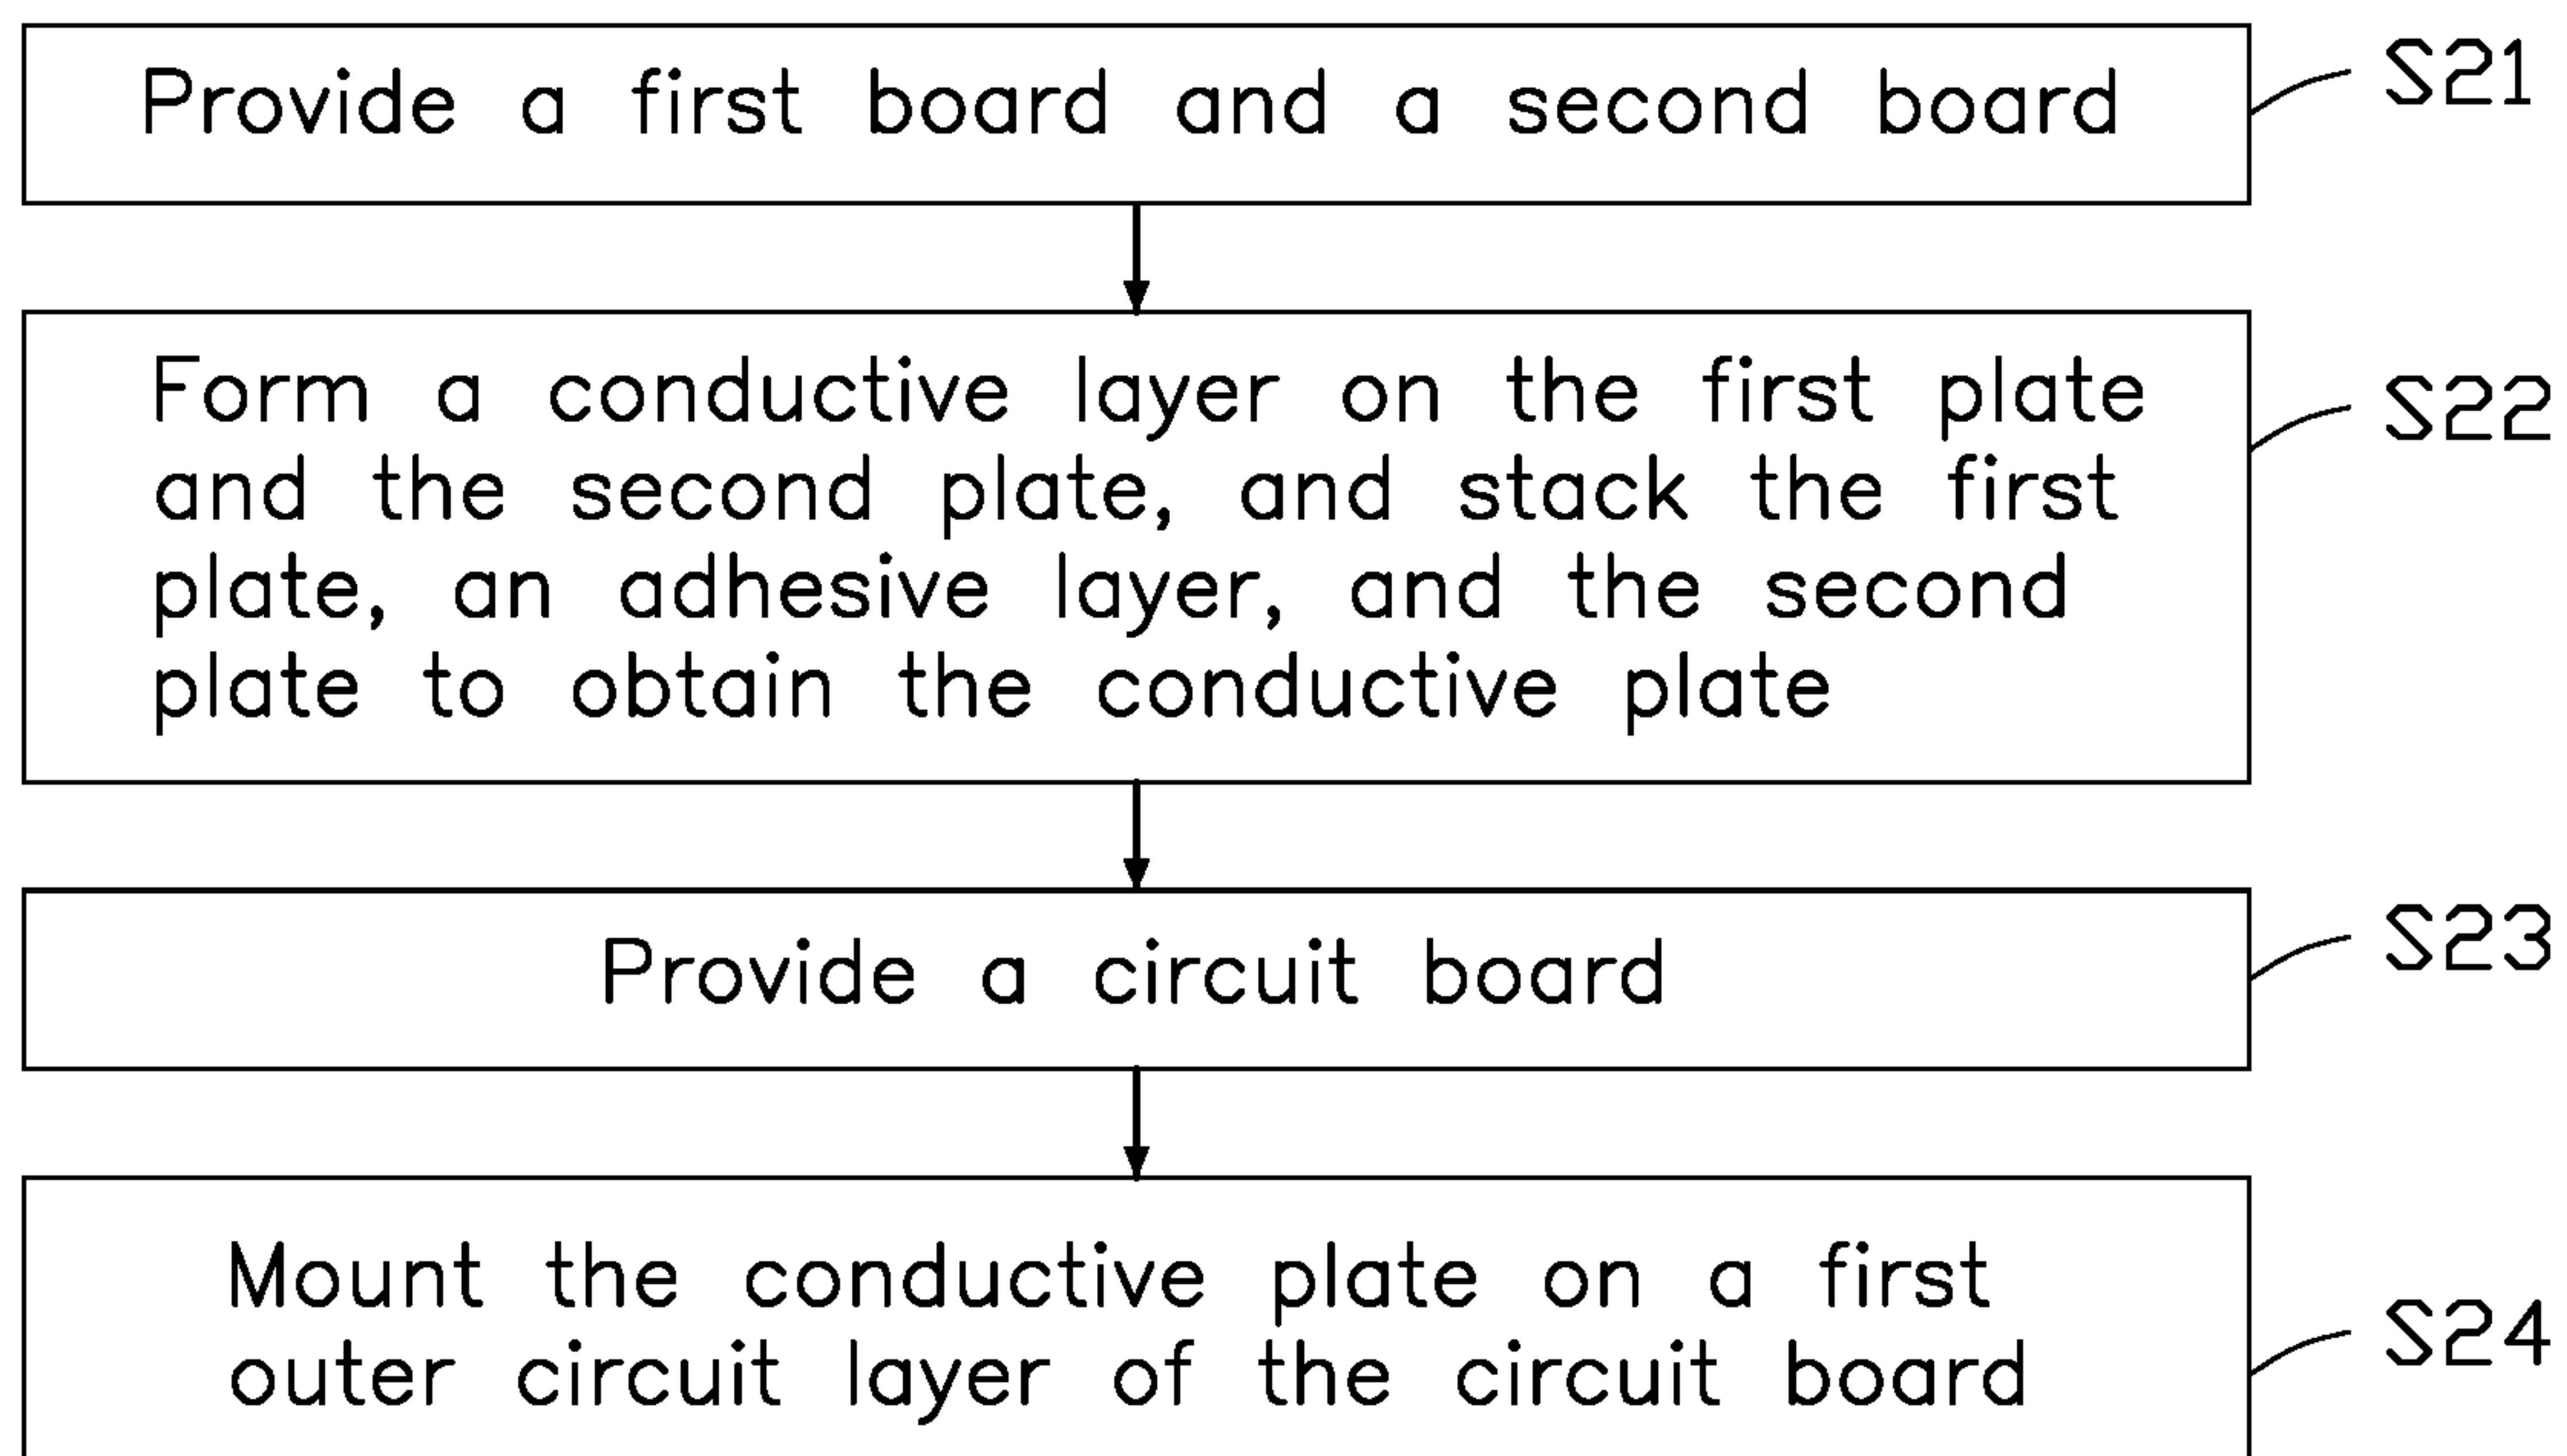 Provide a first board and a second board
S21
Form a conductive layer on the first plate
and the second plate, and stack the first
plate, an adhesive layer, and the second
plate to obtain the conductive plate
S22
Provide a circuit board
S23
Mount the conductive plate on a first
outer circuit layer of the circuit board
S24